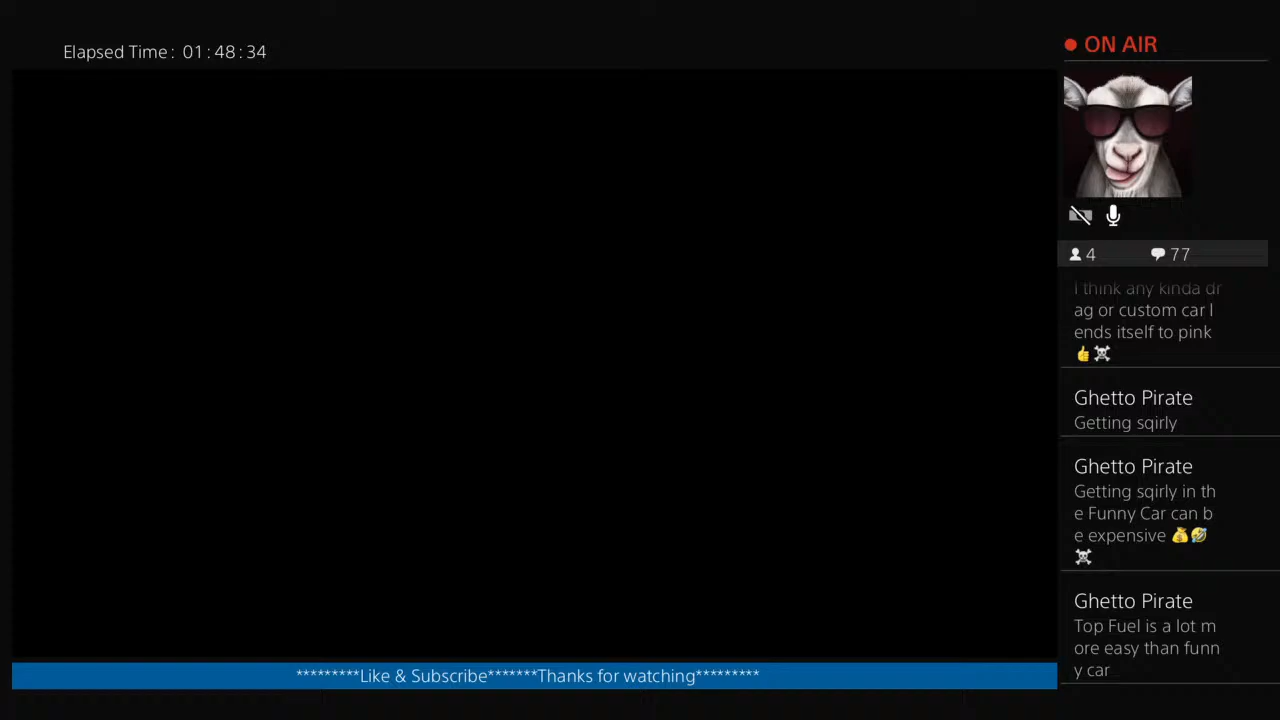 Elapsed Time: 01:48:34
ON AIR
4 77
I think any kinda dr
ag or custom car l
ends itself to pink
👍☠️
Ghetto Pirate
Getting sqirly
Ghetto Pirate
Getting sqirly in th
e Funny Car can b
e expensive 💰🤣
☠️
Ghetto Pirate
Top Fuel is a lot m
ore easy than funn
y car
*********Like & Subscribe*******Thanks for watching*********